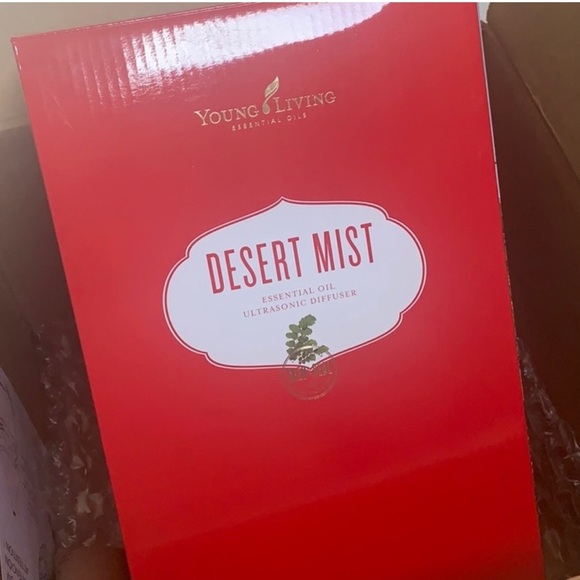 YOUNG LIVING
ESSENTIAL OILS
DESERT MIST
ESSENTIAL OIL
ULTRASONIC DIFFUSER